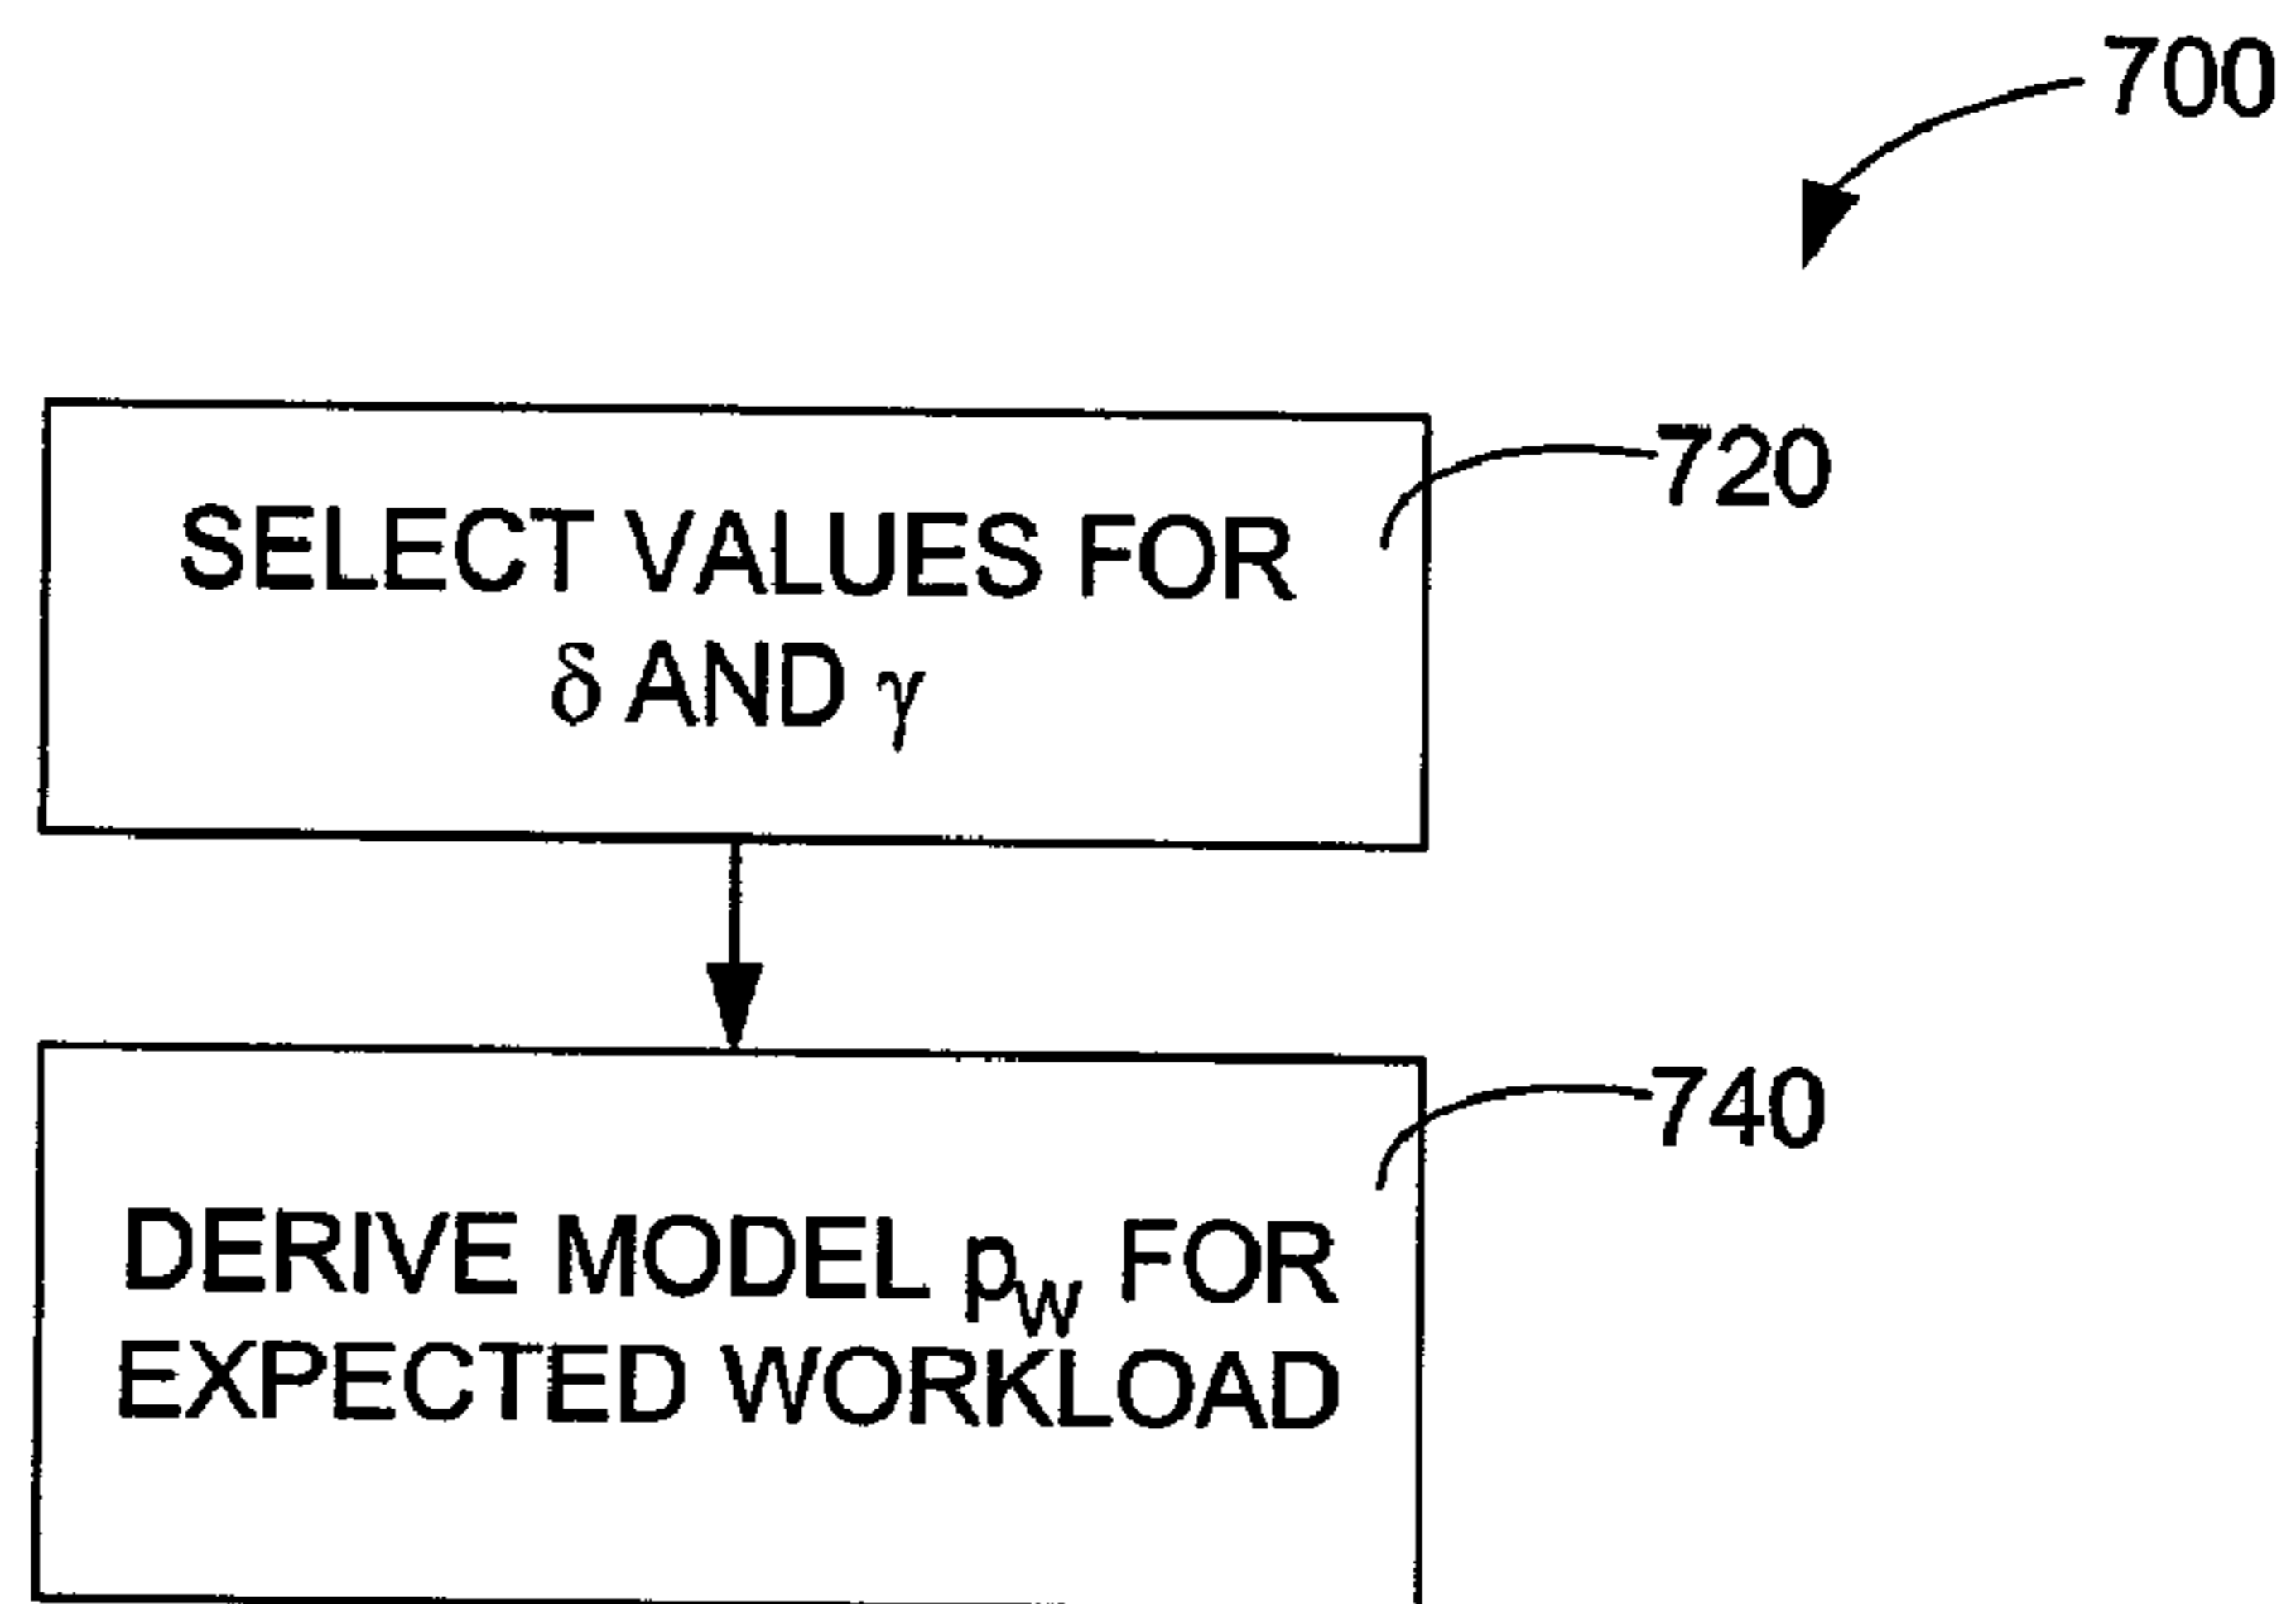 700
720
SELECT VALUES FOR
δ AND γ
740
DERIVE MODEL pw FOR
EXPECTED WORKLOAD